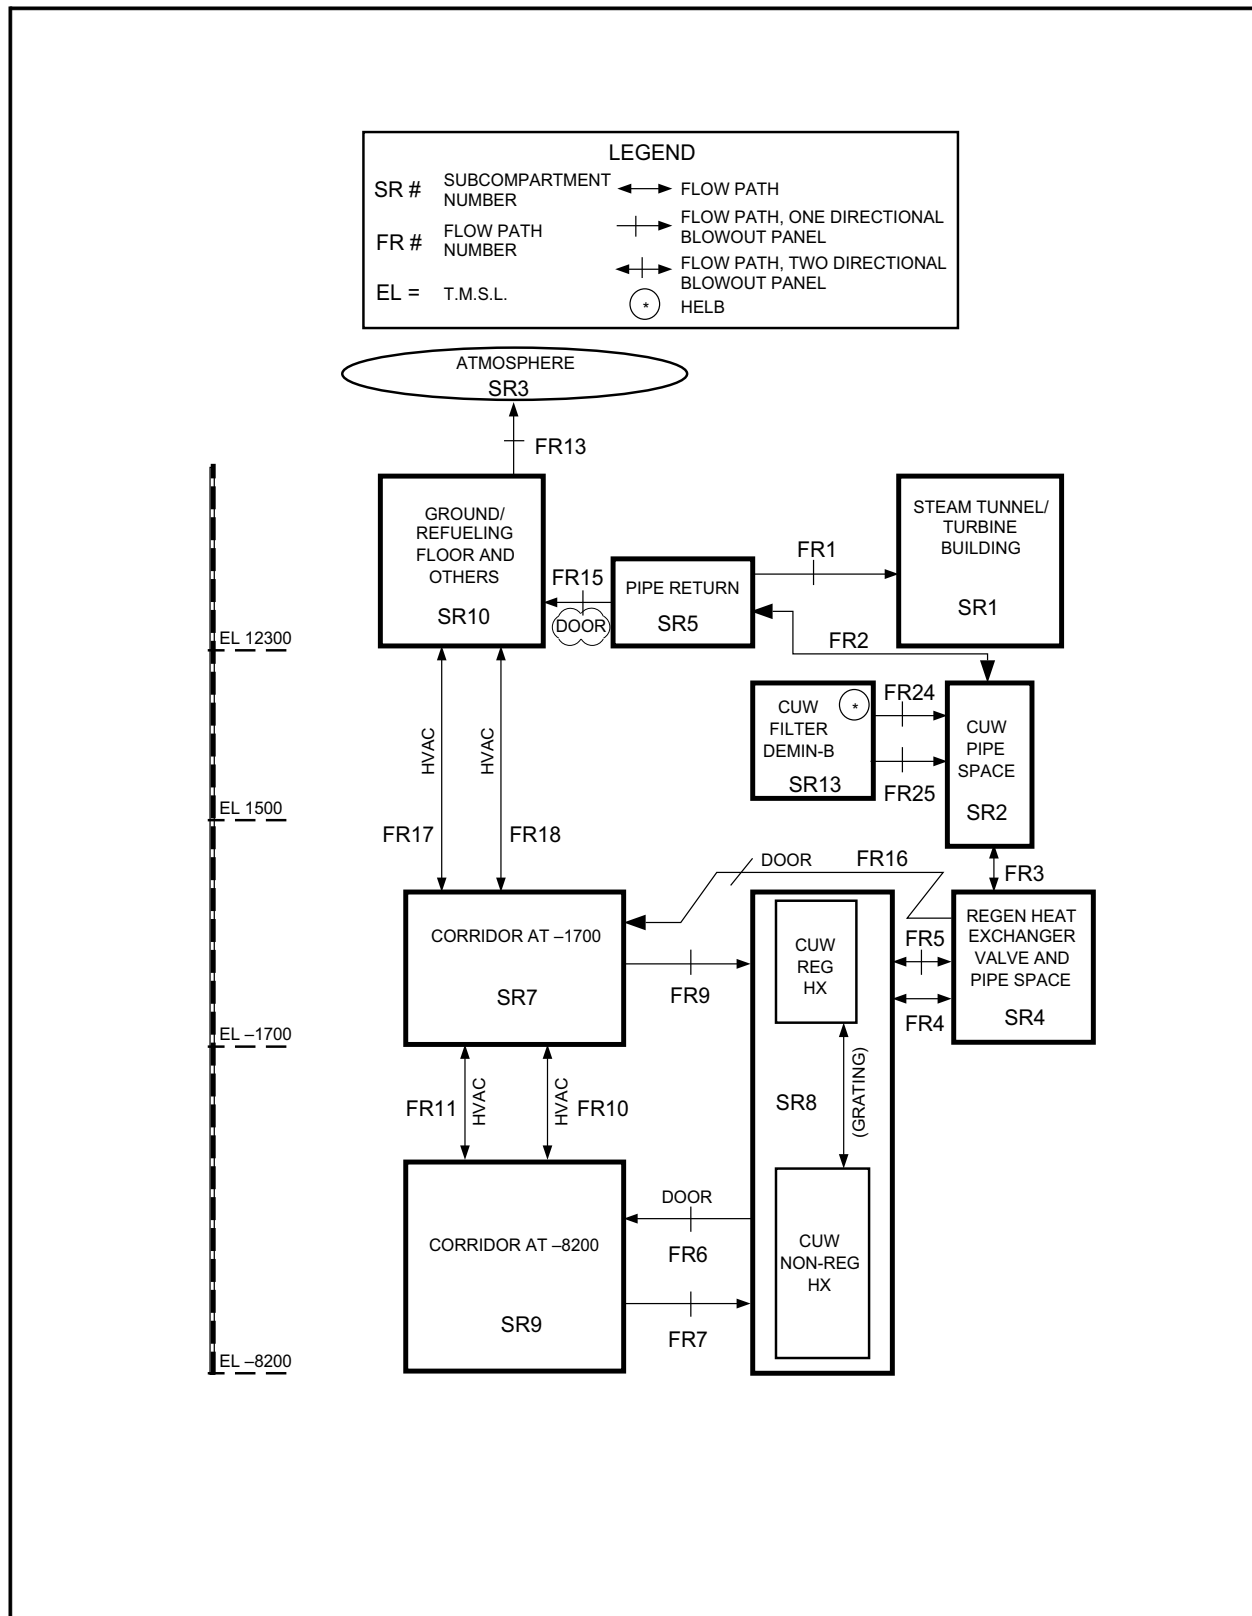 LEGEND
SR # SUBCOMPARTMENT
NUMBER
FLOW PATH
FR # FLOW PATH
NUMBER
FLOW PATH, ONE DIRECTIONAL
BLOWOUT PANEL
EL = T.M.S.L.
FLOW PATH, TWO DIRECTIONAL
BLOWOUT PANEL
* HELB
ATMOSPHERE
SR3
FR13
GROUND/
REFUELING
FLOOR AND
OTHERS
SR10
FR15
DOOR
PIPE RETURN
SR5
FR1
STEAM TUNNEL/
TURBINE
BUILDING
SR1
FR2
EL 12300
CUW
FILTER
DEMIN-B
SR13
*
FR24
FR25
CUW
PIPE
SPACE
SR2
HVAC
HVAC
EL 1500
FR17
FR18
DOOR
FR16
FR3
CORRIDOR AT –1700
SR7
FR9
CUW
REG
HX
FR5
FR4
REGEN HEAT
EXCHANGER
VALVE AND
PIPE SPACE
SR4
EL –1700
FR11
HVAC
HVAC
FR10
SR8
(GRATING)
CORRIDOR AT –8200
SR9
DOOR
FR6
FR7
CUW
NON-REG
HX
EL –8200